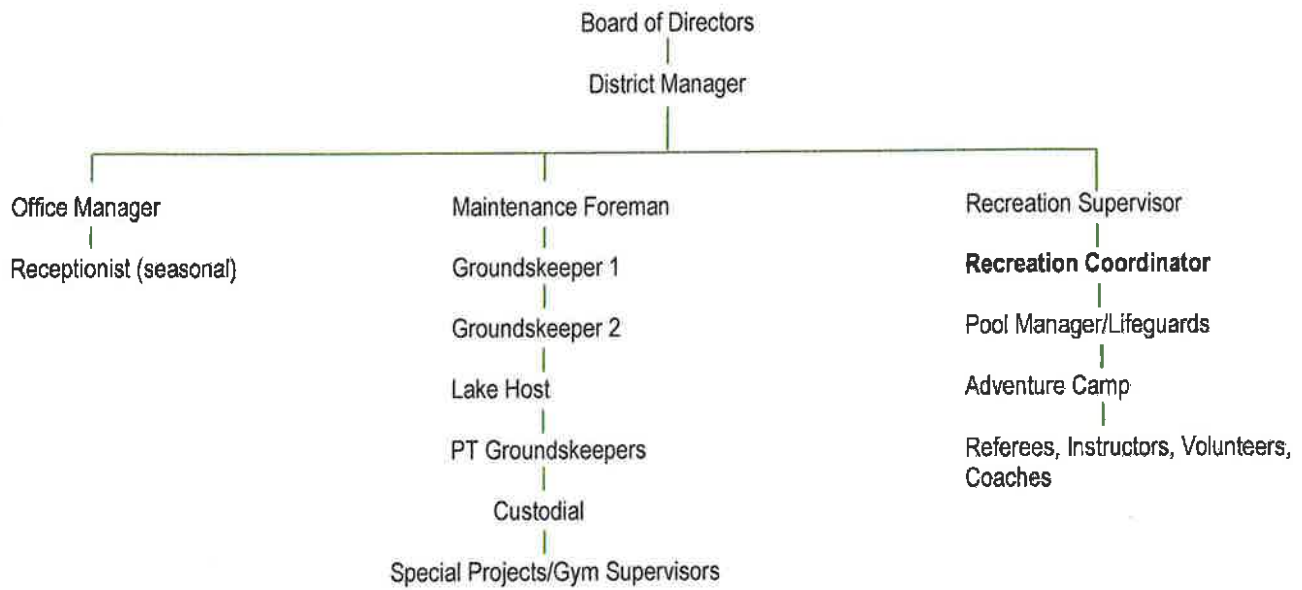 Board of Directors
District Manager
Office Manager
Receptionist (seasonal)
Maintenance Foreman
Groundskeeper 1
Groundskeeper 2
Lake Host
PT Groundskeepers
Custodial
Special Projects/Gym Supervisors
Recreation Supervisor
Recreation Coordinator
Pool Manager/Lifeguards
Adventure Camp
Referees, Instructors, Volunteers,
Coaches